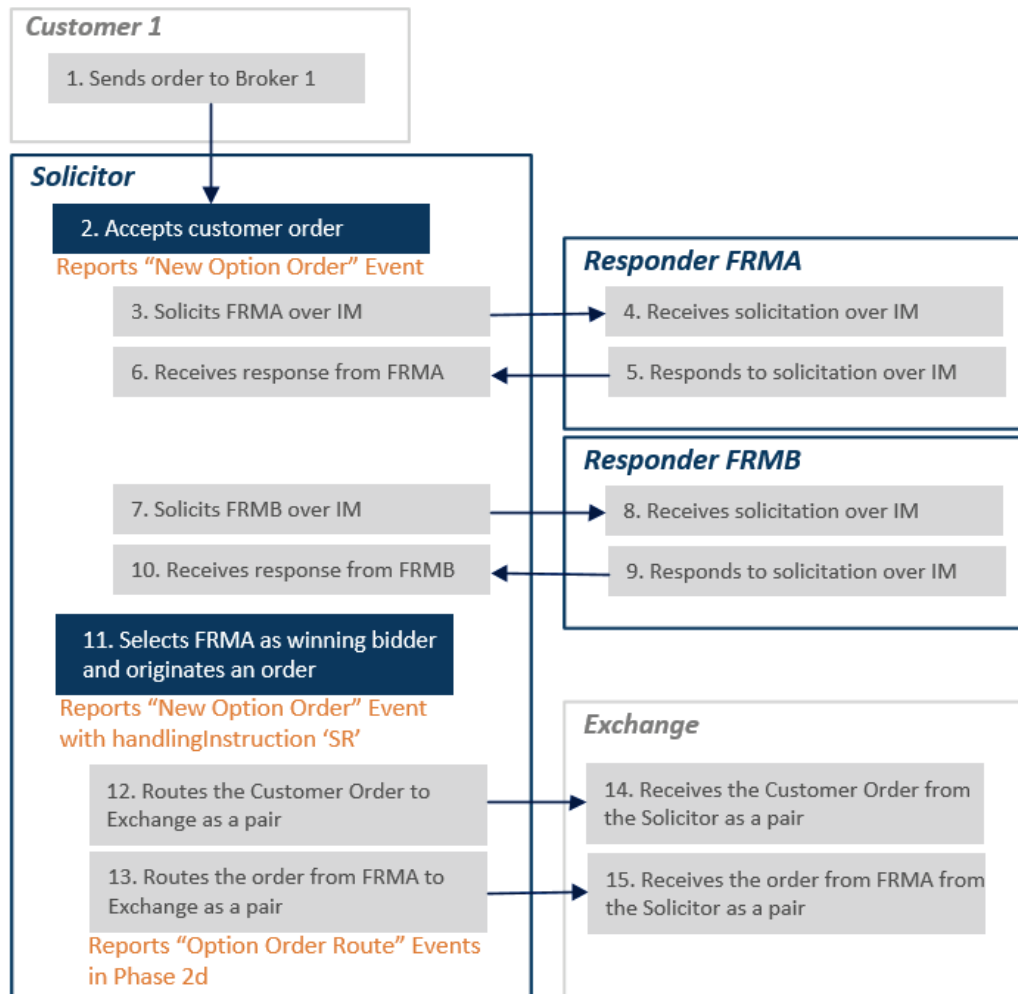 Customer 1
1. Sends order to Broker 1
Solicitor
2. Accepts customer order
Reports “New Option Order” Event
3. Solicits FRMA over IM
6. Receives response from FRMA
Responder FRMA
4. Receives solicitation over IM
5. Responds to solicitation over IM
7. Solicits FRMB over IM
10. Receives response from FRMB
Responder FRMB
8. Receives solicitation over IM
9. Responds to solicitation over IM
11. Selects FRMA as winning bidder
and originates an order
Reports “New Option Order” Event
with handlingInstruction ‘SR’
12. Routes the Customer Order to
Exchange as a pair
13. Routes the order from FRMA to
Exchange as a pair
Reports “Option Order Route” Events
in Phase 2d
Exchange
14. Receives the Customer Order from
the Solicitor as a pair
15. Receives the order from FRMA from
the Solicitor as a pair